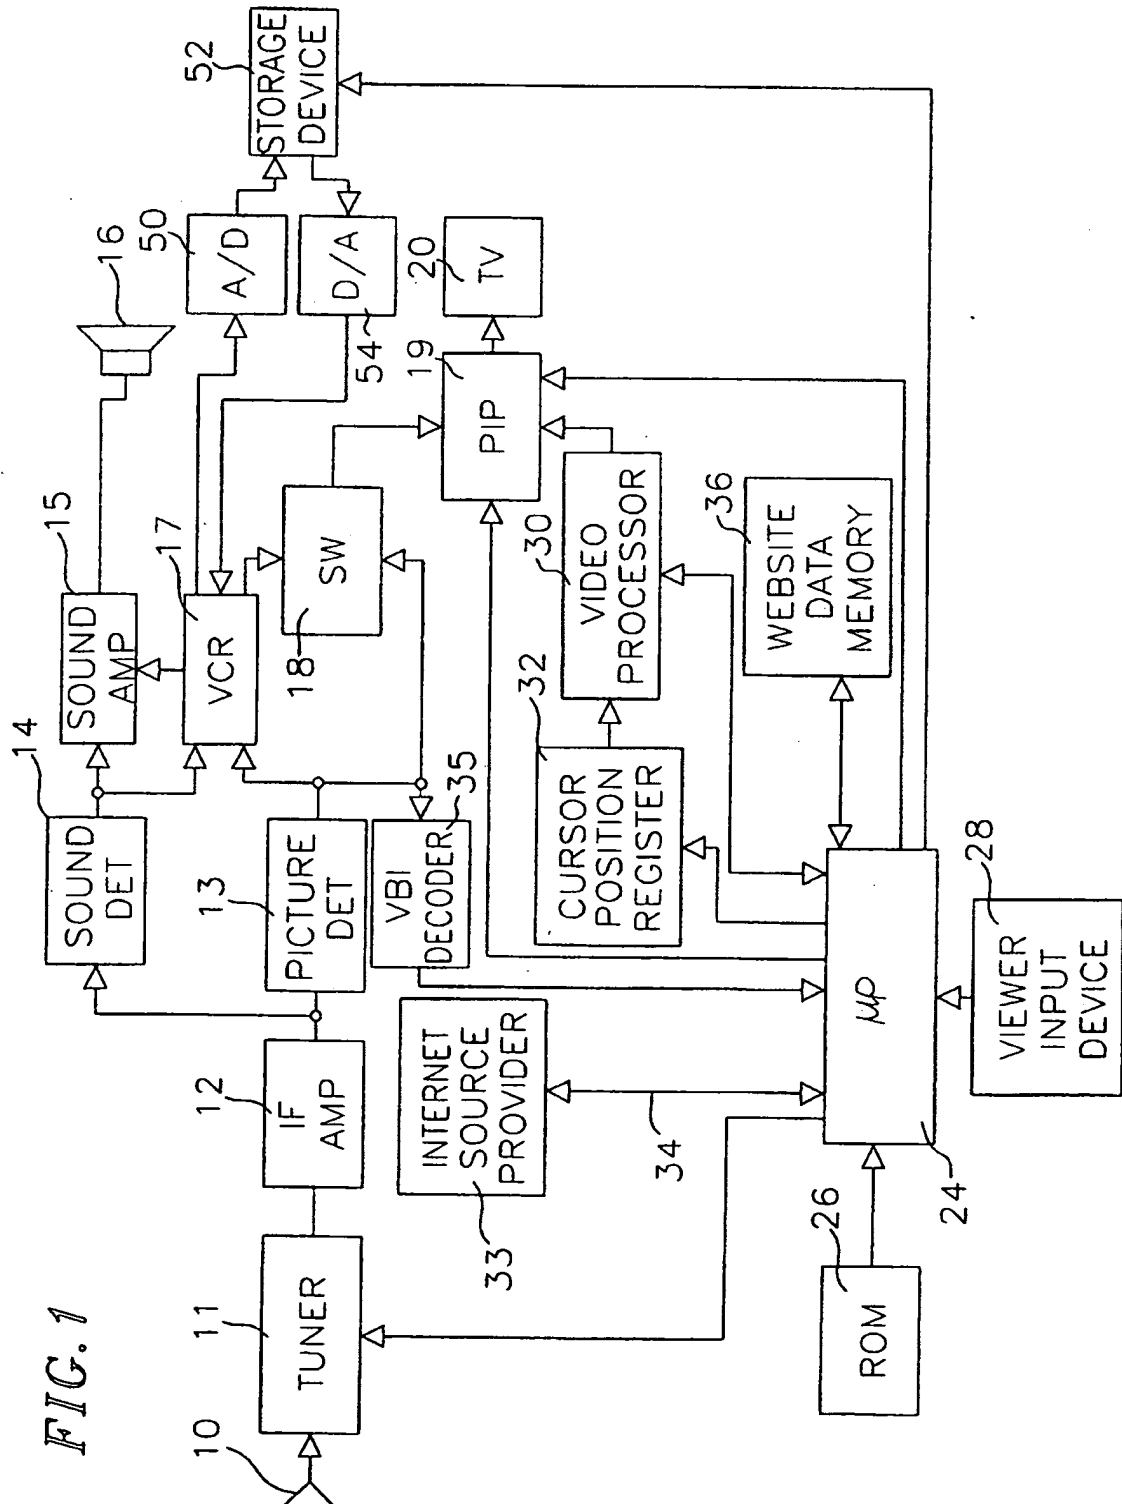 FIG. 1
10
11
TUNER
12
IF
AMP
13
PICTURE
DET
14
SOUND
DET
15
SOUND
AMP
16
17
VCR
18
SW
50
A/D
52
STORAGE
DEVICE
D/A
54
19
PIP
20
TV
VBI
DECODER
35
INTERNET
SOURCE
PROVIDER
33
34
30
VIDEO
PROCESSOR
32
CURSOR
POSITION
REGISTER
36
WEBSITE
DATA
MEMORY
26
ROM
μP
24
28
VIEWER
INPUT
DEVICE